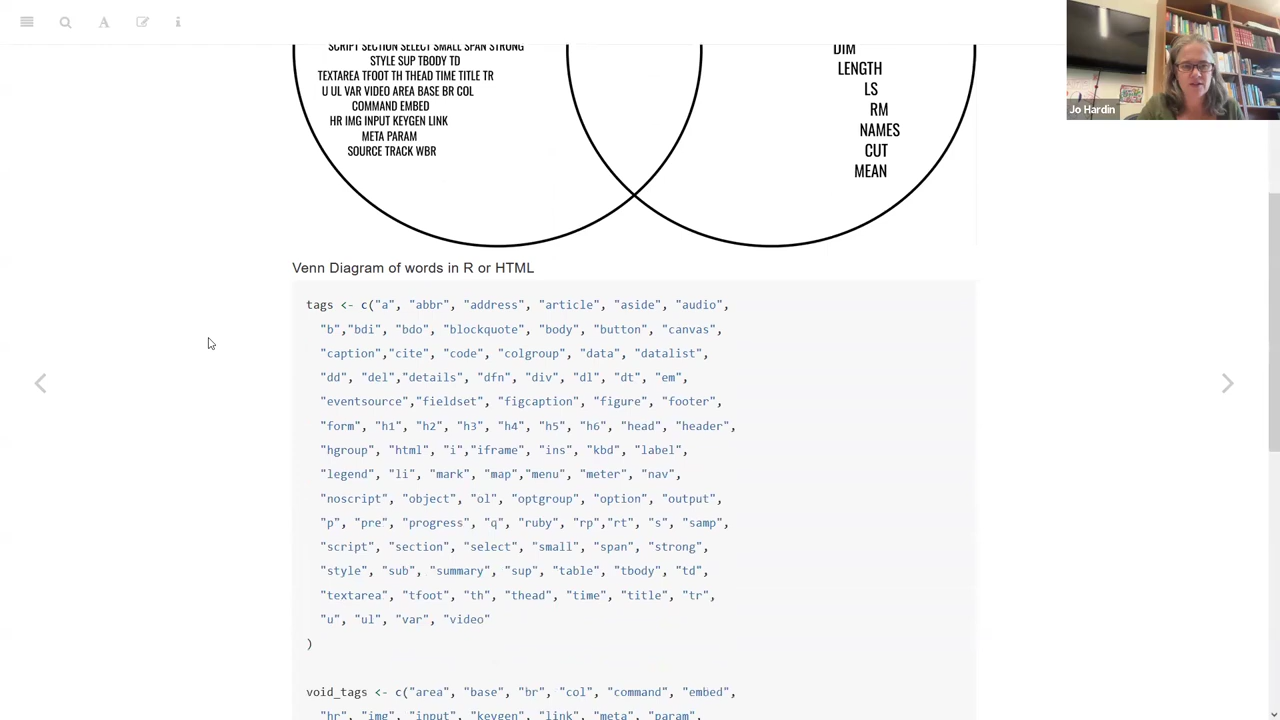 SCRIPT SECTION SELECT SMALL SPAN STRONG
STYLE SUP TBODY TD
TEXTAREA TFOOT TH THEAD TIME TITLE TR
U UL VAR VIDEO AREA BASE BR COL
COMMAND EMBED
HR IMG INPUT KEYGEN LINK
META PARAM
SOURCE TRACK WBR
DIM
LENGTH
LS
RM
NAMES
CUT
MEAN
Jo Hardin
Venn Diagram of words in R or HTML
tags <- c("a", "abbr", "address", "article", "aside", "audio",
"b","bdi", "bdo", "blockquote", "body", "button", "canvas",
"caption","cite", "code", "colgroup", "data", "datalist",
"dd", "del","details", "dfn", "div", "dl", "dt", "em",
"eventsource","fieldset", "figcaption", "figure", "footer",
"form", "h1", "h2", "h3", "h4", "h5", "h6", "head", "header",
"hgroup", "html", "i","iframe", "ins", "kbd", "label",
"legend", "li", "mark", "map","menu", "meter", "nav",
"noscript", "object", "ol", "optgroup", "option", "output",
"p", "pre", "progress", "q", "ruby", "rp","rt", "s", "samp",
"script", "section", "select", "small", "span", "strong",
"style", "sub", "summary", "sup", "table", "tbody", "td",
"textarea", "tfoot", "th", "thead", "time", "title", "tr",
"u", "ul", "var", "video"
)
void_tags <- c("area", "base", "br", "col", "command", "embed",
"hr", "img", "input", "keygen", "link", "meta", "param",